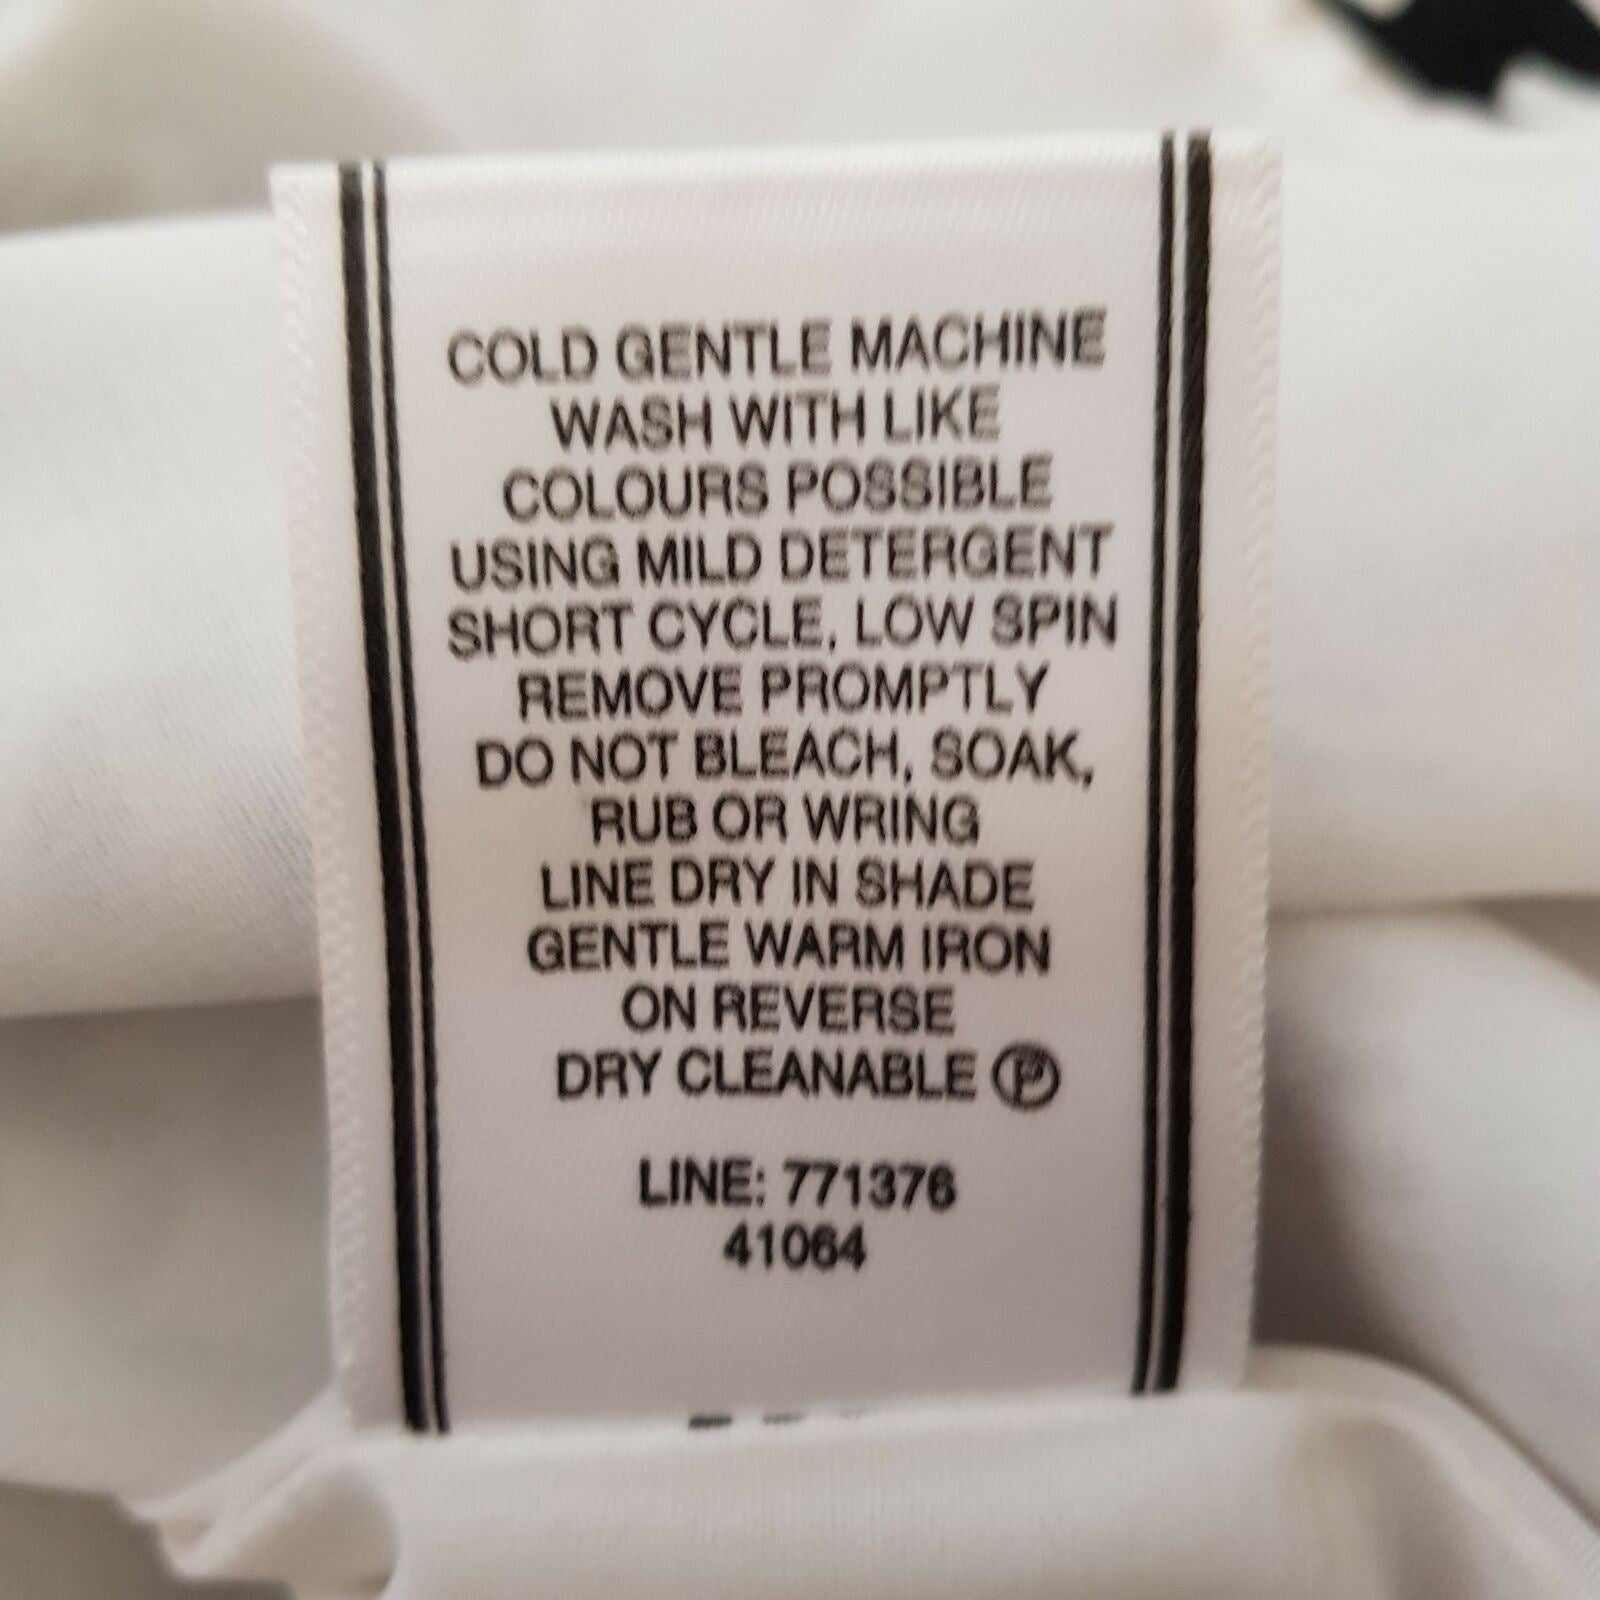 COLD GENTLE MACHINE
WASH WITH LIKE
COLOURS POSSIBLE
USING MILD DETERGENT
SHORT CYCLE, LOW SPIN
REMOVE PROMPTLY
DO NOT BLEACH, SOAK,
RUB OR WRING
LINE DRY IN SHADE
GENTLE WARM IRON
ON REVERSE
DRY CLEANABLE Ⓟ
LINE: 771376
41064